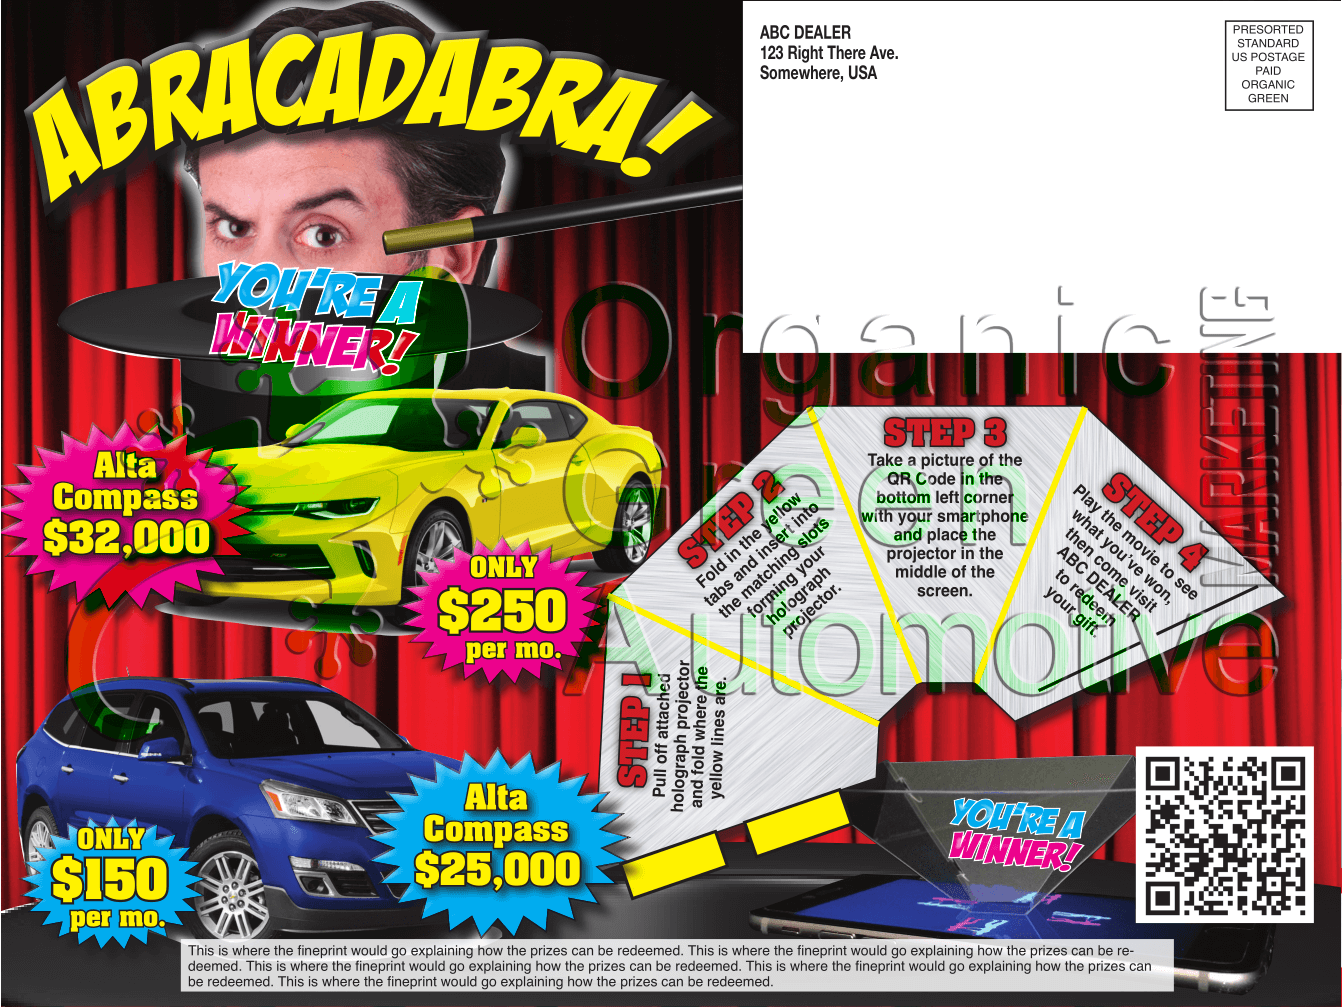 ABRACADABRA!
YOU'RE A
WINNER!
ABC DEALER
123 Right There Ave.
Somewhere, USA
PRESORTED
STANDARD
US POSTAGE
PAID
ORGANIC
GREEN
Organic
Green
Automotive
MARKETING
Alta
Compass
$32,000
ONLY
$250
per mo.
STEP 1
Pull off attached
holograph projector
and fold where the
yellow lines are.
STEP 2
Fold in the yellow
tabs and insert into
the matching slots
forming your
holograph
projector.
STEP 3
Take a picture of the
QR Code in the
bottom left corner
with your smartphone
and place the
projector in the
middle of the
screen.
STEP 4
Play the movie to see
what you've won,
then come visit
ABC DEALER
to redeem
your gift.
Alta
Compass
$25,000
ONLY
$150
per mo.
YOU'RE A
WINNER!
This is where the fineprint would go explaining how the prizes can be redeemed. This is where the fineprint would go explaining how the prizes can be re-
deemed. This is where the fineprint would go explaining how the prizes can be redeemed. This is where the fineprint would go explaining how the prizes can
be redeemed. This is where the fineprint would go explaining how the prizes can be redeemed.